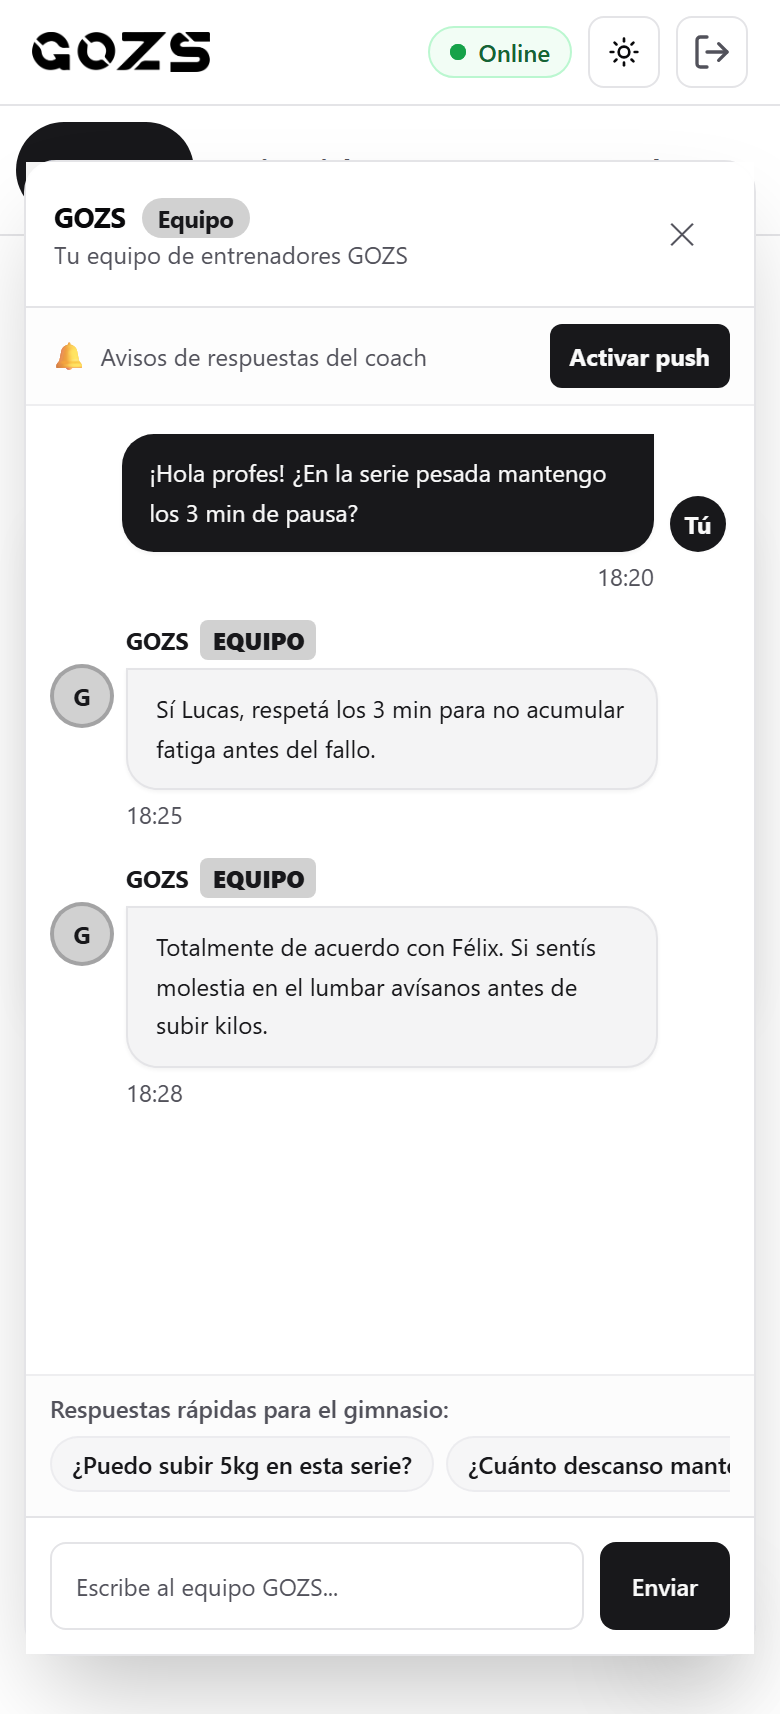 GOZS
Online
GOZS Equipo
Tu equipo de entrenadores GOZS
🔔 Avisos de respuestas del coach
Activar push
¡Hola profes! ¿En la serie pesada mantengo
los 3 min de pausa?
Tú
18:20
GOZS EQUIPO
G
Sí Lucas, respetá los 3 min para no acumular
fatiga antes del fallo.
18:25
GOZS EQUIPO
G
Totalmente de acuerdo con Félix. Si sentís
molestia en el lumbar avísanos antes de
subir kilos.
18:28
Respuestas rápidas para el gimnasio:
¿Puedo subir 5kg en esta serie?
¿Cuánto descanso
Escribe al equipo GOZS...
Enviar